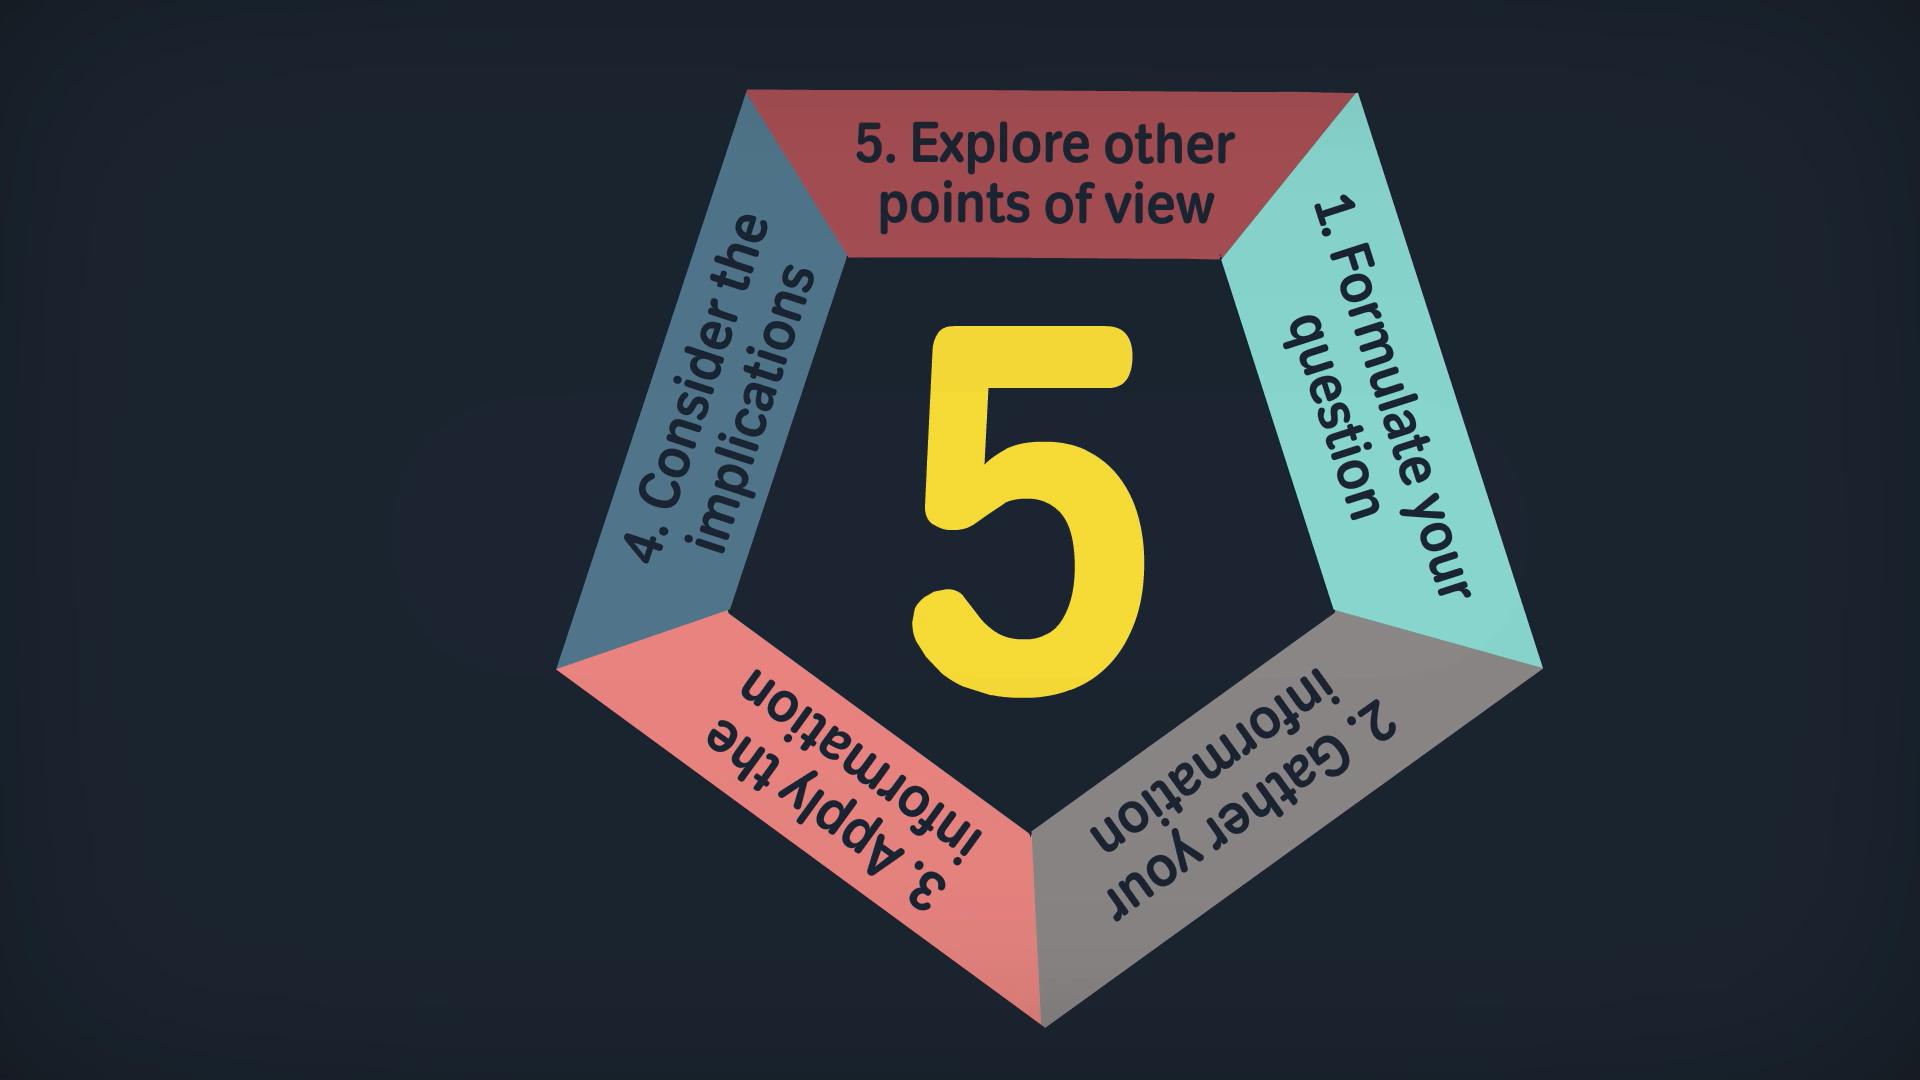 5. Explore other
points of view
1. Formulate your
question
2. Gather your
information
3. Apply the
information
4. Consider the
implications
5